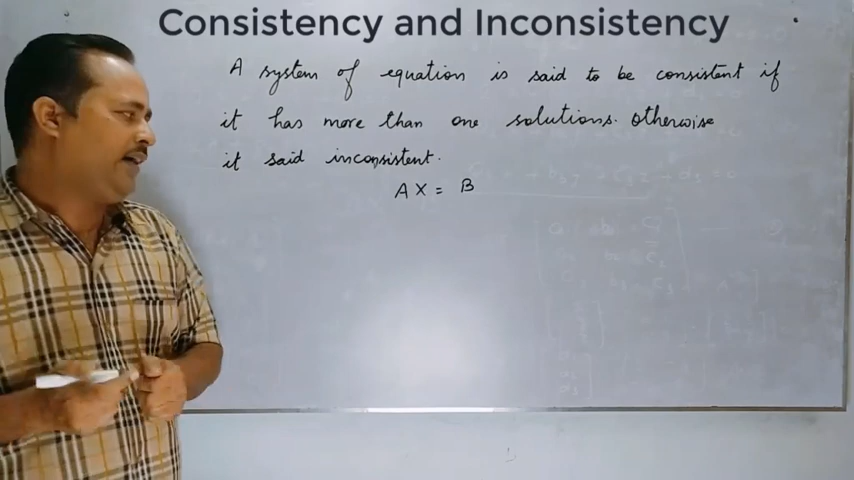 Consistency and Inconsistency
A system of equation is said to be consistent if
it has more than one solutions. otherwise
it said inconsistent.
AX = B